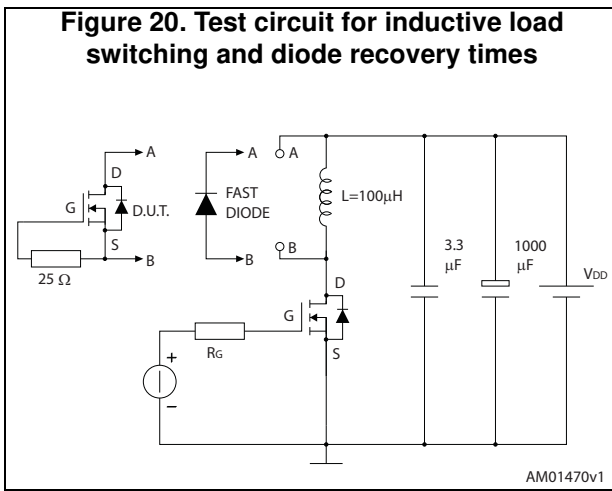 Figure 20. Test circuit for inductive load
switching and diode recovery times
A
D
G
D.U.T.
S
B
25 Ω
A
FAST
DIODE
B
A
L=100μH
B
D
G
S
RG
+
−
3.3
μF
1000
μF
VDD
AM01470v1